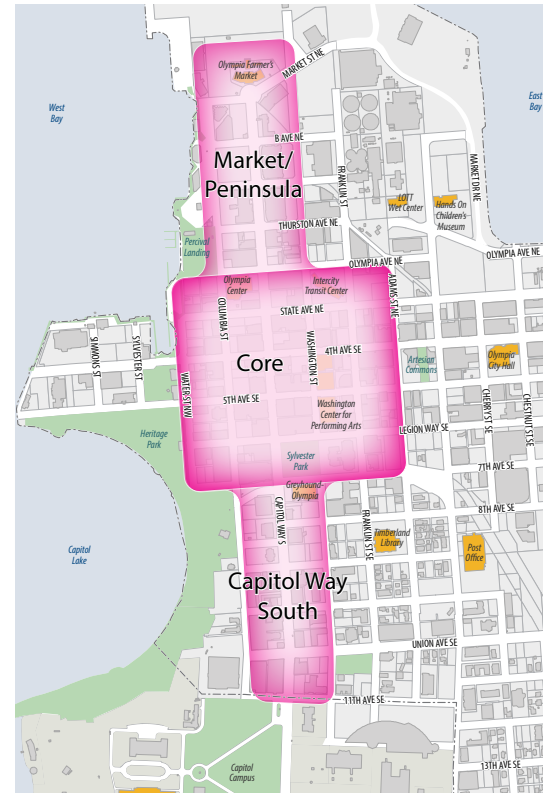 Olympia Farmer's
Market
MARKET ST NE
West
Bay
East
Bay
B AVE NE
Market/
Peninsula
FRANKLIN ST
MARKET DR NE
LOTT
Wet Center
Hands On
Children's
Museum
THURSTON AVE NE
Percival
Landing
OLYMPIA AVE NE
OLYMPIA AVE NE
Olympia
Center
Intercity
Transit Center
ADAMS ST NE
COLUMBIA ST
STATE AVE NE
SIMMONS ST
SYLVESTER ST
WASHINGTON ST
4TH AVE SE
Core
Artesian
Commons
Olympia
City Hall
WATER ST NW
5TH AVE SE
CHERRY ST SE
CHESTNUT ST SE
Washington
Center for
Performing Arts
Heritage
Park
LEGION WAY SE
Sylvester
Park
7TH AVE SE
Greyhound-
Olympia
CAPITOL WAY S
8TH AVE SE
FRANKLIN ST SE
Timberland
Library
Post
Office
Capitol
Lake
Capitol Way
South
UNION AVE SE
11TH AVE SE
Capitol
Campus
13TH AVE SE